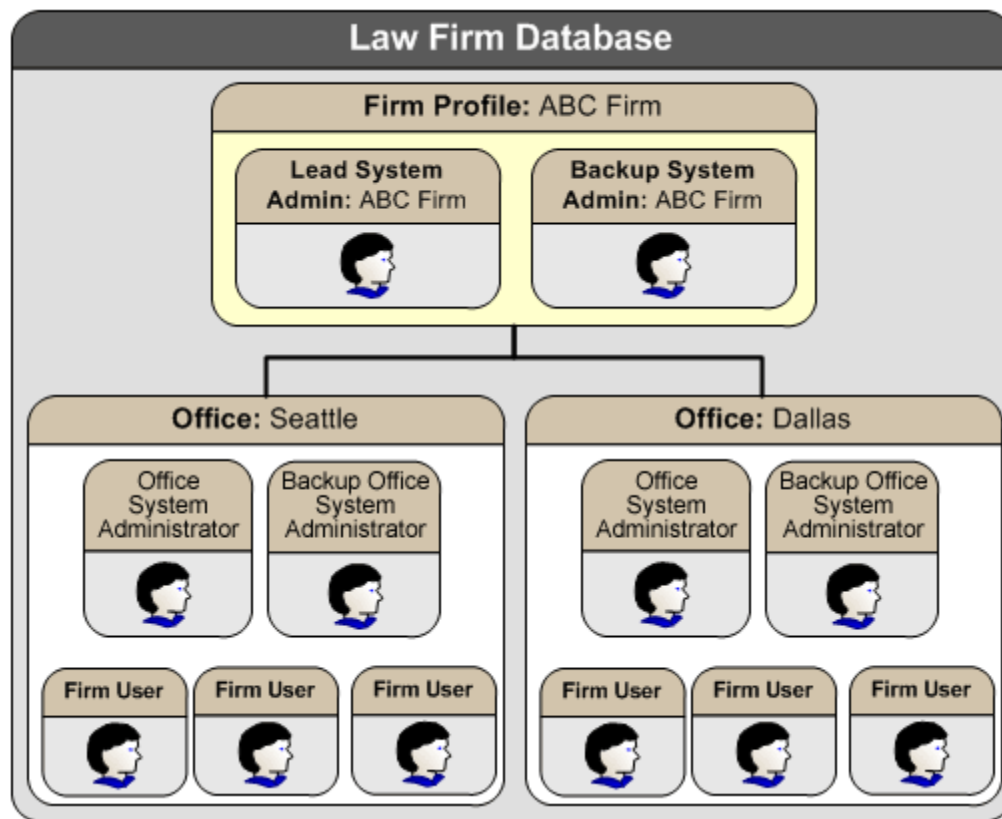 Law Firm Database
Firm Profile: ABC Firm
Lead System
Admin: ABC Firm
Backup System
Admin: ABC Firm
Office: Seattle
Office
System
Administrator
Backup Office
System
Administrator
Firm User
Firm User
Firm User
Office: Dallas
Office
System
Administrator
Backup Office
System
Administrator
Firm User
Firm User
Firm User